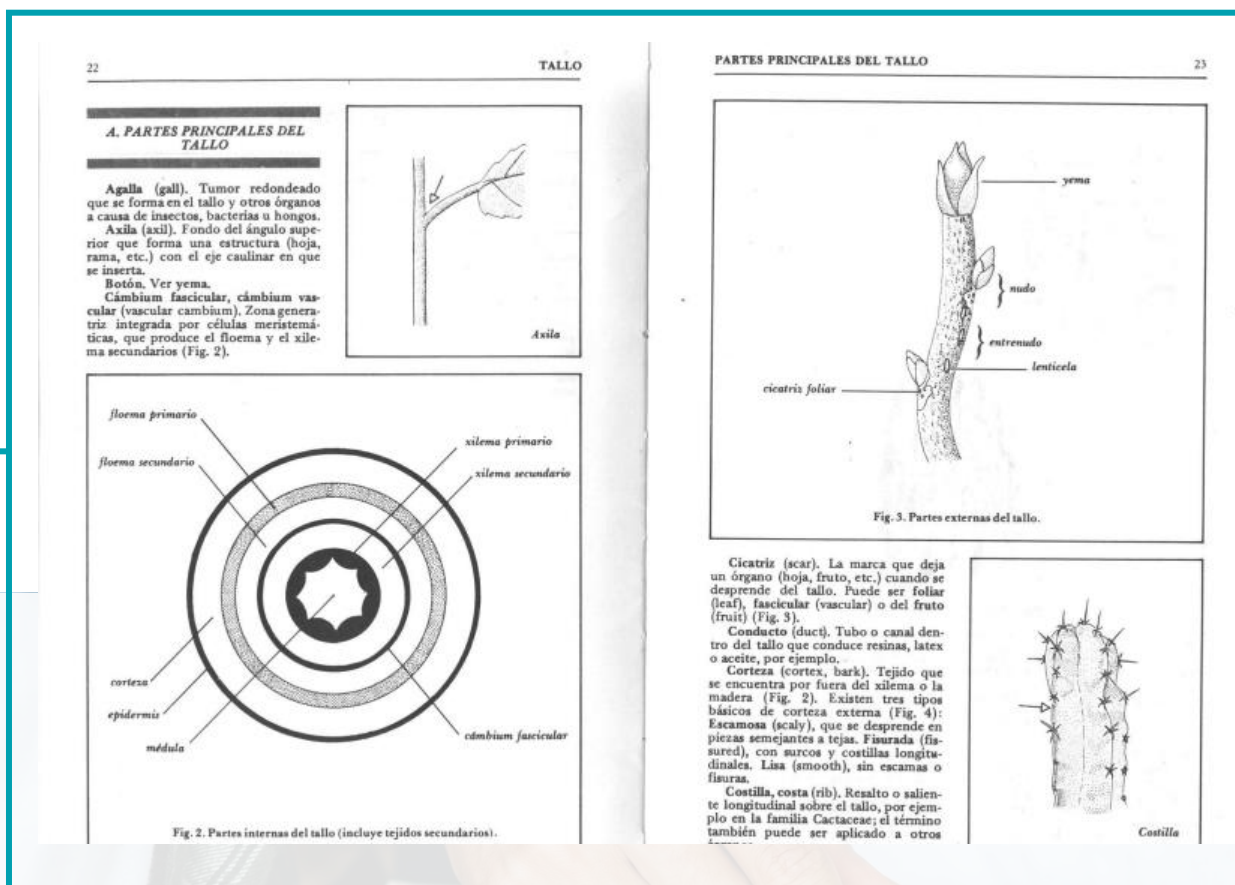 22
TALLO
A. PARTES PRINCIPALES DEL
TALLO
Agalla (gall). Tumor redondeado
que se forma en el tallo y otros órganos
a causa de insectos, bacterias u hongos.
Axila (axil). Fondo del ángulo supe-
rior que forma una estructura (hoja,
rama, etc.) con el eje caulinar en que
se inserta.
Botón. Ver yema.
Cámbium fascicular, cámbium vas-
cular (vascular cambium). Zona genera-
triz integrada por células meristemá-
ticas, que produce el floema y el xile-
ma secundarios (Fig. 2).
Axila
floema primario
floema secundario
xilema primario
xilema secundario
corteza
epidermis
médula
cámbium fascicular
Fig. 2. Partes internas del tallo (incluye tejidos secundarios).
PARTES PRINCIPALES DEL TALLO
23
yema
nudo
entrenudo
lenticela
cicatriz foliar
Fig. 3. Partes externas del tallo.
Cicatriz (scar). La marca que deja
un órgano (hoja, fruto, etc.) cuando se
desprende del tallo. Puede ser foliar
(leaf), fascicular (vascular) o del fruto
(fruit) (Fig. 3).
Conducto (duct). Tubo o canal den-
tro del tallo que conduce resinas, latex
o aceite, por ejemplo.
Corteza (cortex, bark). Tejido que
se encuentra por fuera del xilema o la
madera (Fig. 2). Existen tres tipos
básicos de corteza externa (Fig. 4):
Escamosa (scaly), que se desprende en
piezas semejantes a tejas. Fisurada (fis-
sured), con surcos y costillas longitu-
dinales. Lisa (smooth), sin escamas o
fisuras.
Costilla, costa (rib). Resalto o salien-
te longitudinal sobre el tallo, por ejem-
plo en la familia Cactaceae; el término
también puede ser aplicado a otros
Costilla